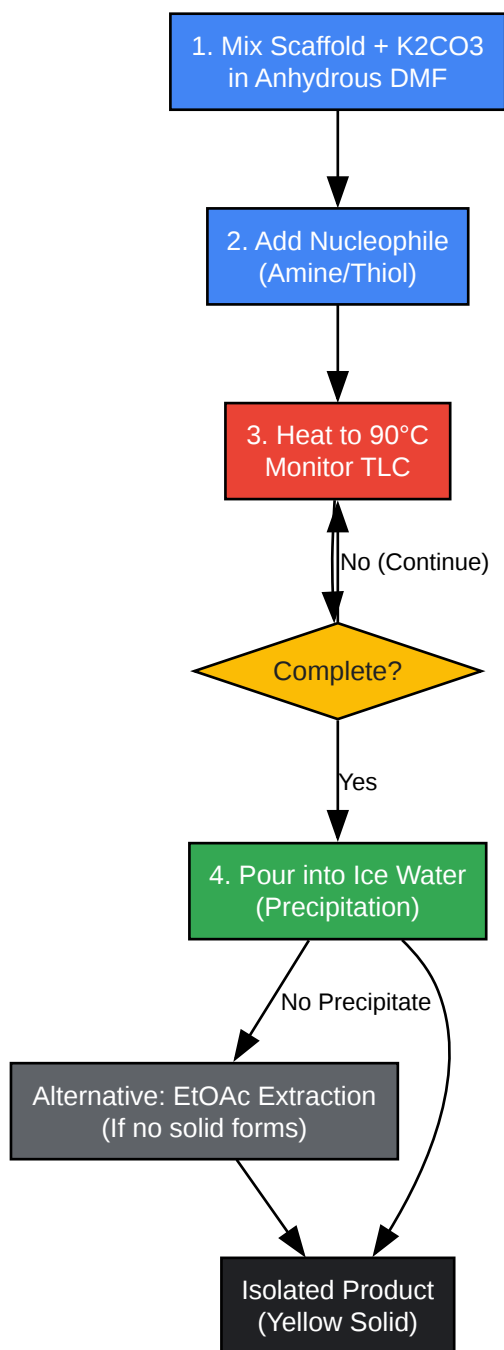 1. Mix Scaffold + K2CO3
in Anhydrous DMF
2. Add Nucleophile
(Amine/Thiol)
3. Heat to 90°C
Monitor TLC
No (Continue)
Complete?
Yes
4. Pour into Ice Water
(Precipitation)
No Precipitate
Alternative: EtOAc Extraction
(If no solid forms)
Isolated Product
(Yellow Solid)